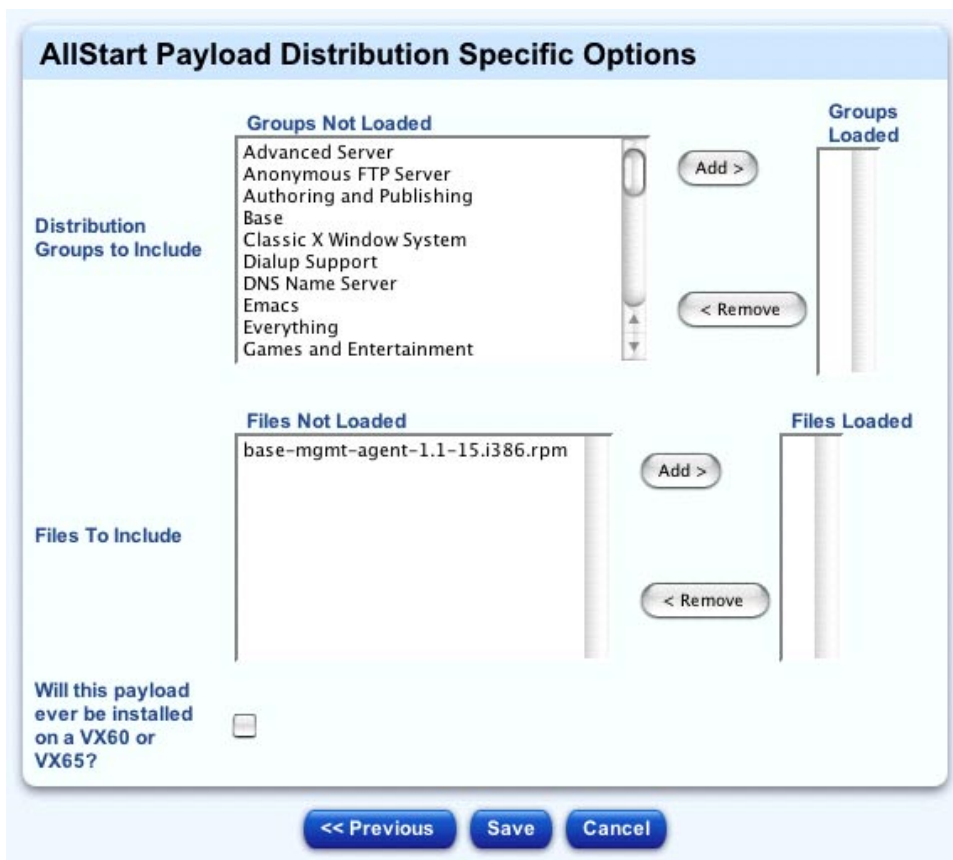 AllStart Payload Distribution Specific Options
Groups Not Loaded
Groups
Loaded
Distribution
Groups to Include
Advanced Server
Anonymous FTP Server
Authoring and Publishing
Base
Classic X Window System
Dialup Support
DNS Name Server
Emacs
Everything
Games and Entertainment
Add >
< Remove
Files Not Loaded
Files Loaded
Files To Include
base-mgmt-agent-1.1-15.i386.rpm
Add >
< Remove
Will this payload
ever be installed
on a VX60 or
VX65?
<< Previous
Save
Cancel